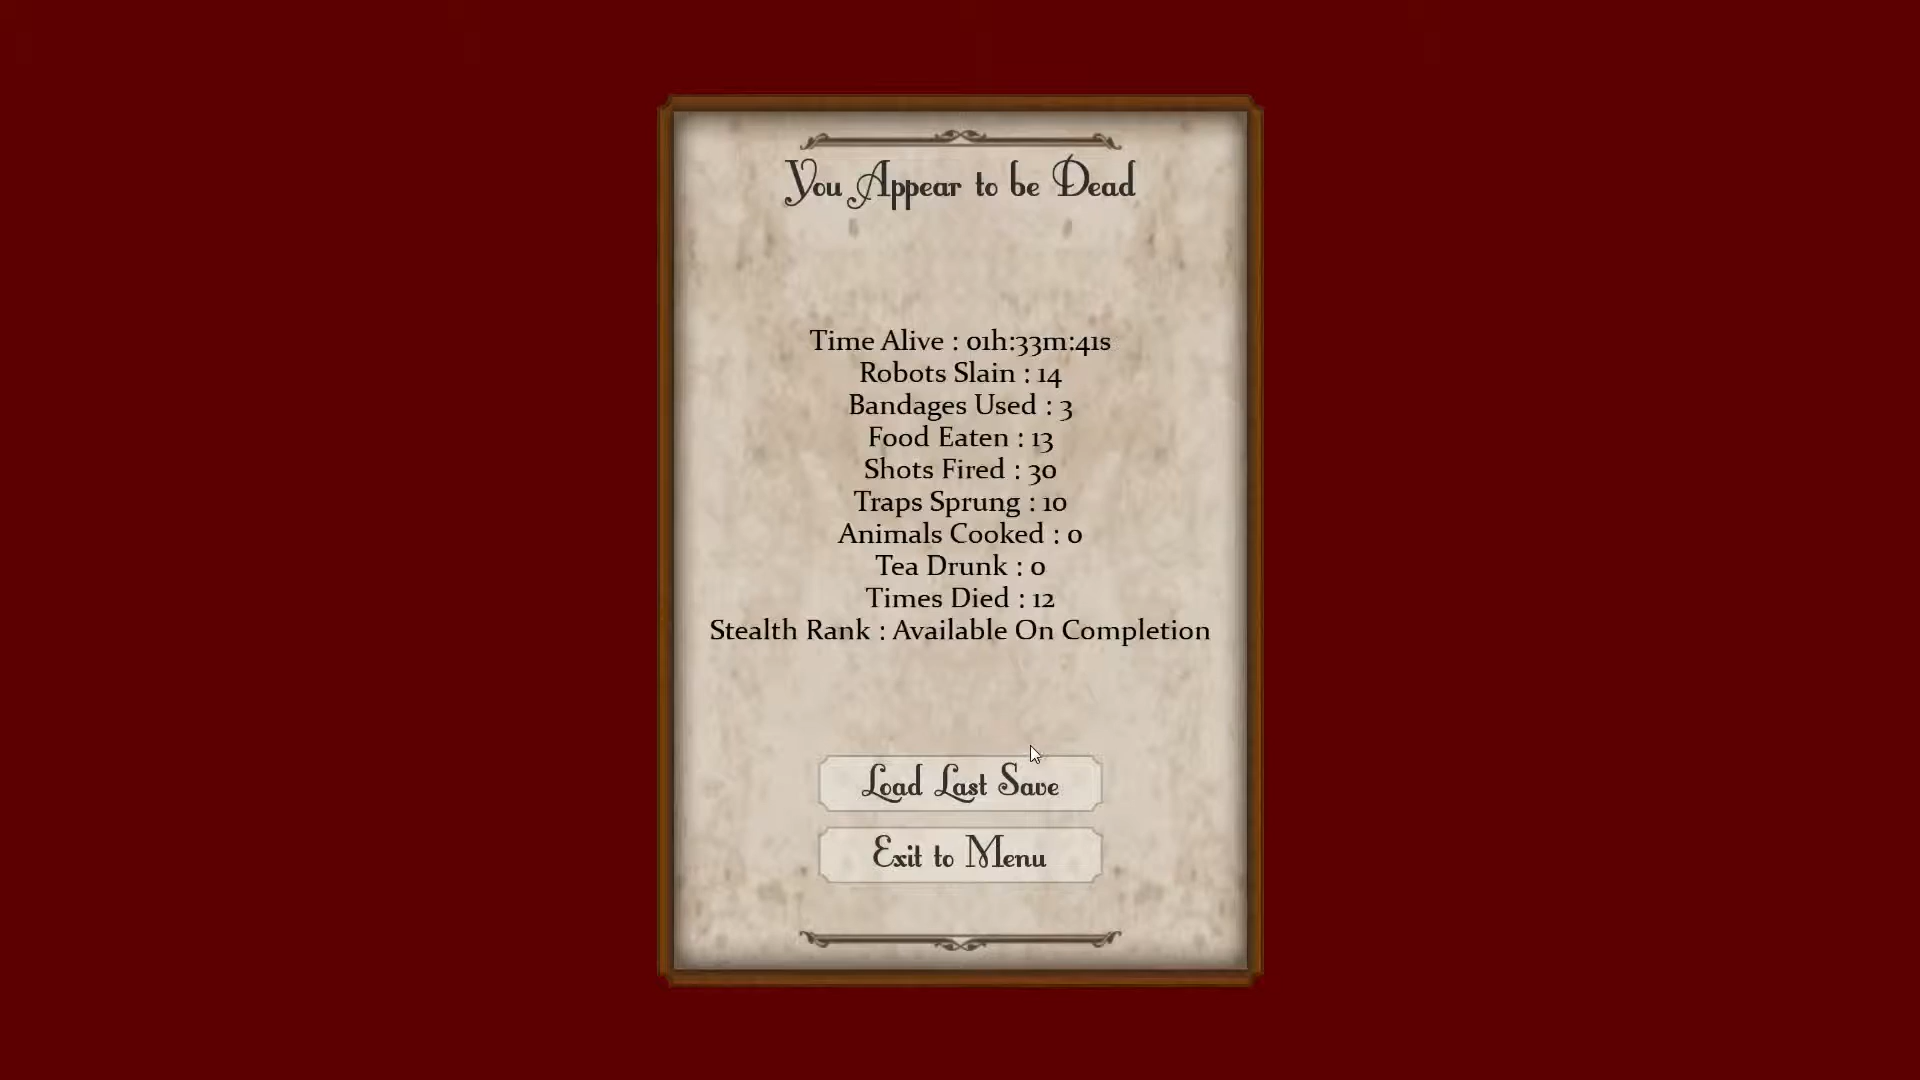 You Appear to be Dead
Time Alive : 01h:33m:41s
Robots Slain : 14
Bandages Used : 3
Food Eaten : 13
Shots Fired : 30
Traps Sprung : 10
Animals Cooked : 0
Tea Drunk : 0
Times Died : 12
Stealth Rank : Available On Completion
Load Last Save
Exit to Menu